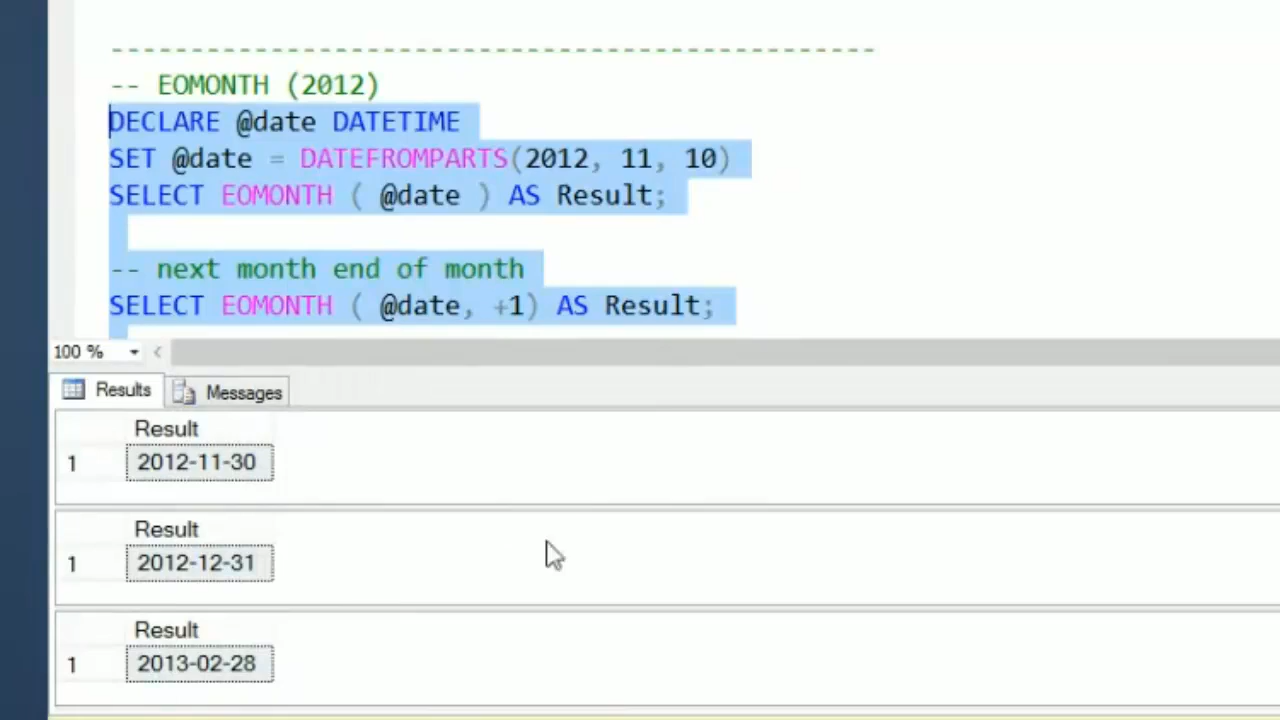 -----------------------------------------------
-- EOMONTH (2012)
DECLARE @date DATETIME
SET @date = DATEFROMPARTS(2012, 11, 10)
SELECT EOMONTH ( @date ) AS Result;
-- next month end of month
SELECT EOMONTH ( @date, +1) AS Result;
100 %
Results Messages
Result
1 2012-11-30
Result
1 2012-12-31
Result
1 2013-02-28